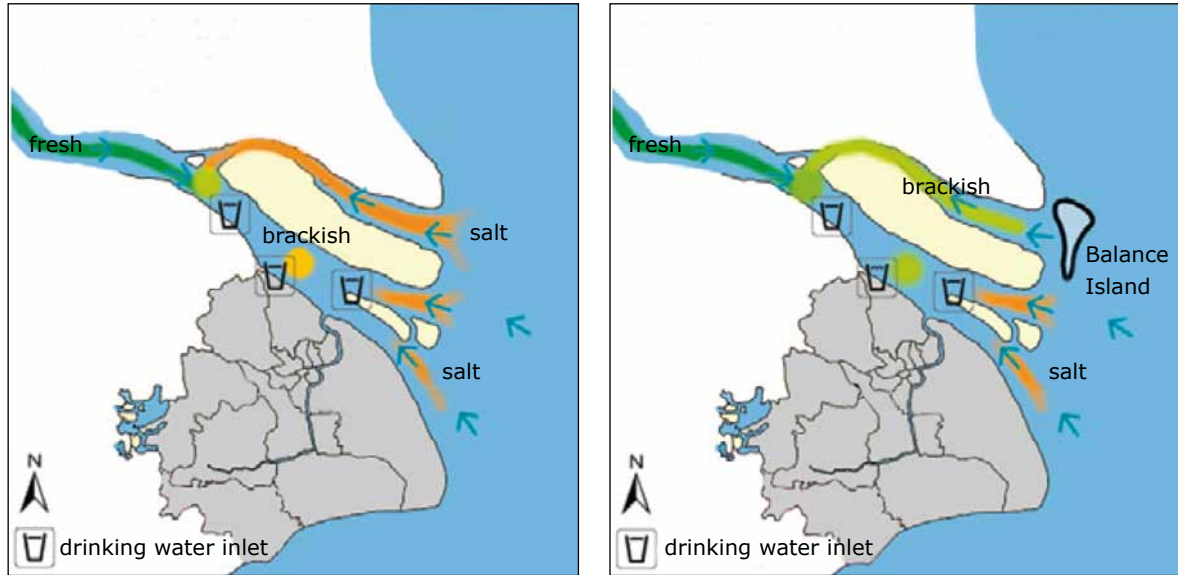 fresh
brackish
salt
salt
N
drinking water inlet
fresh
brackish
Balance
Island
salt
N
drinking water inlet